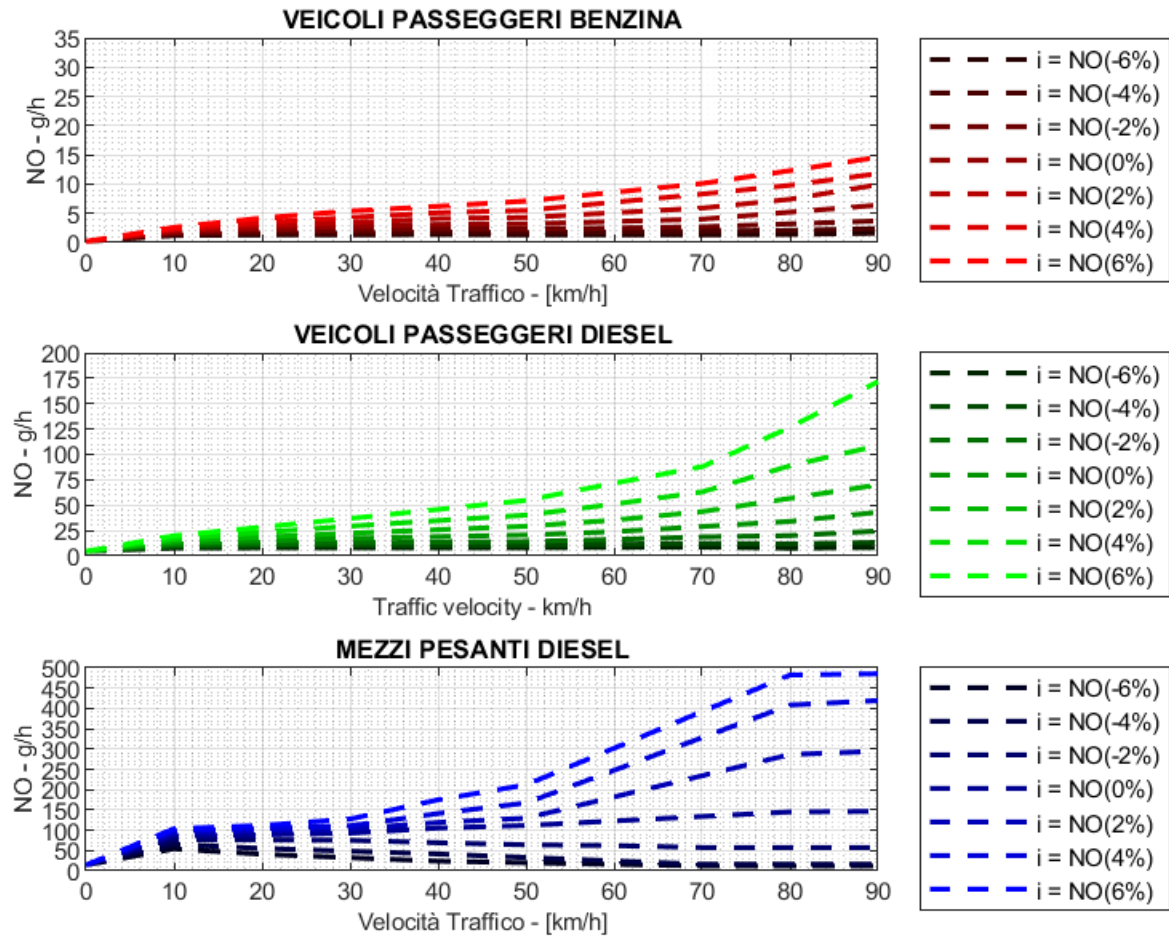 VEICOLI PASSEGGERI BENZINA
35
30
25
20
15
10
5
0
NO - g/h
0 10 20 30 40 50 60 70 80 90
Velocità Traffico - [km/h]
i = NO(-6%)
i = NO(-4%)
i = NO(-2%)
i = NO(0%)
i = NO(2%)
i = NO(4%)
i = NO(6%)
VEICOLI PASSEGGERI DIESEL
200
175
150
125
100
75
50
25
0
NO - g/h
0 10 20 30 40 50 60 70 80 90
Traffic velocity - km/h
i = NO(-6%)
i = NO(-4%)
i = NO(-2%)
i = NO(0%)
i = NO(2%)
i = NO(4%)
i = NO(6%)
MEZZI PESANTI DIESEL
500
450
400
350
300
250
200
150
100
50
0
NO - g/h
0 10 20 30 40 50 60 70 80 90
Velocità Traffico - [km/h]
i = NO(-6%)
i = NO(-4%)
i = NO(-2%)
i = NO(0%)
i = NO(2%)
i = NO(4%)
i = NO(6%)